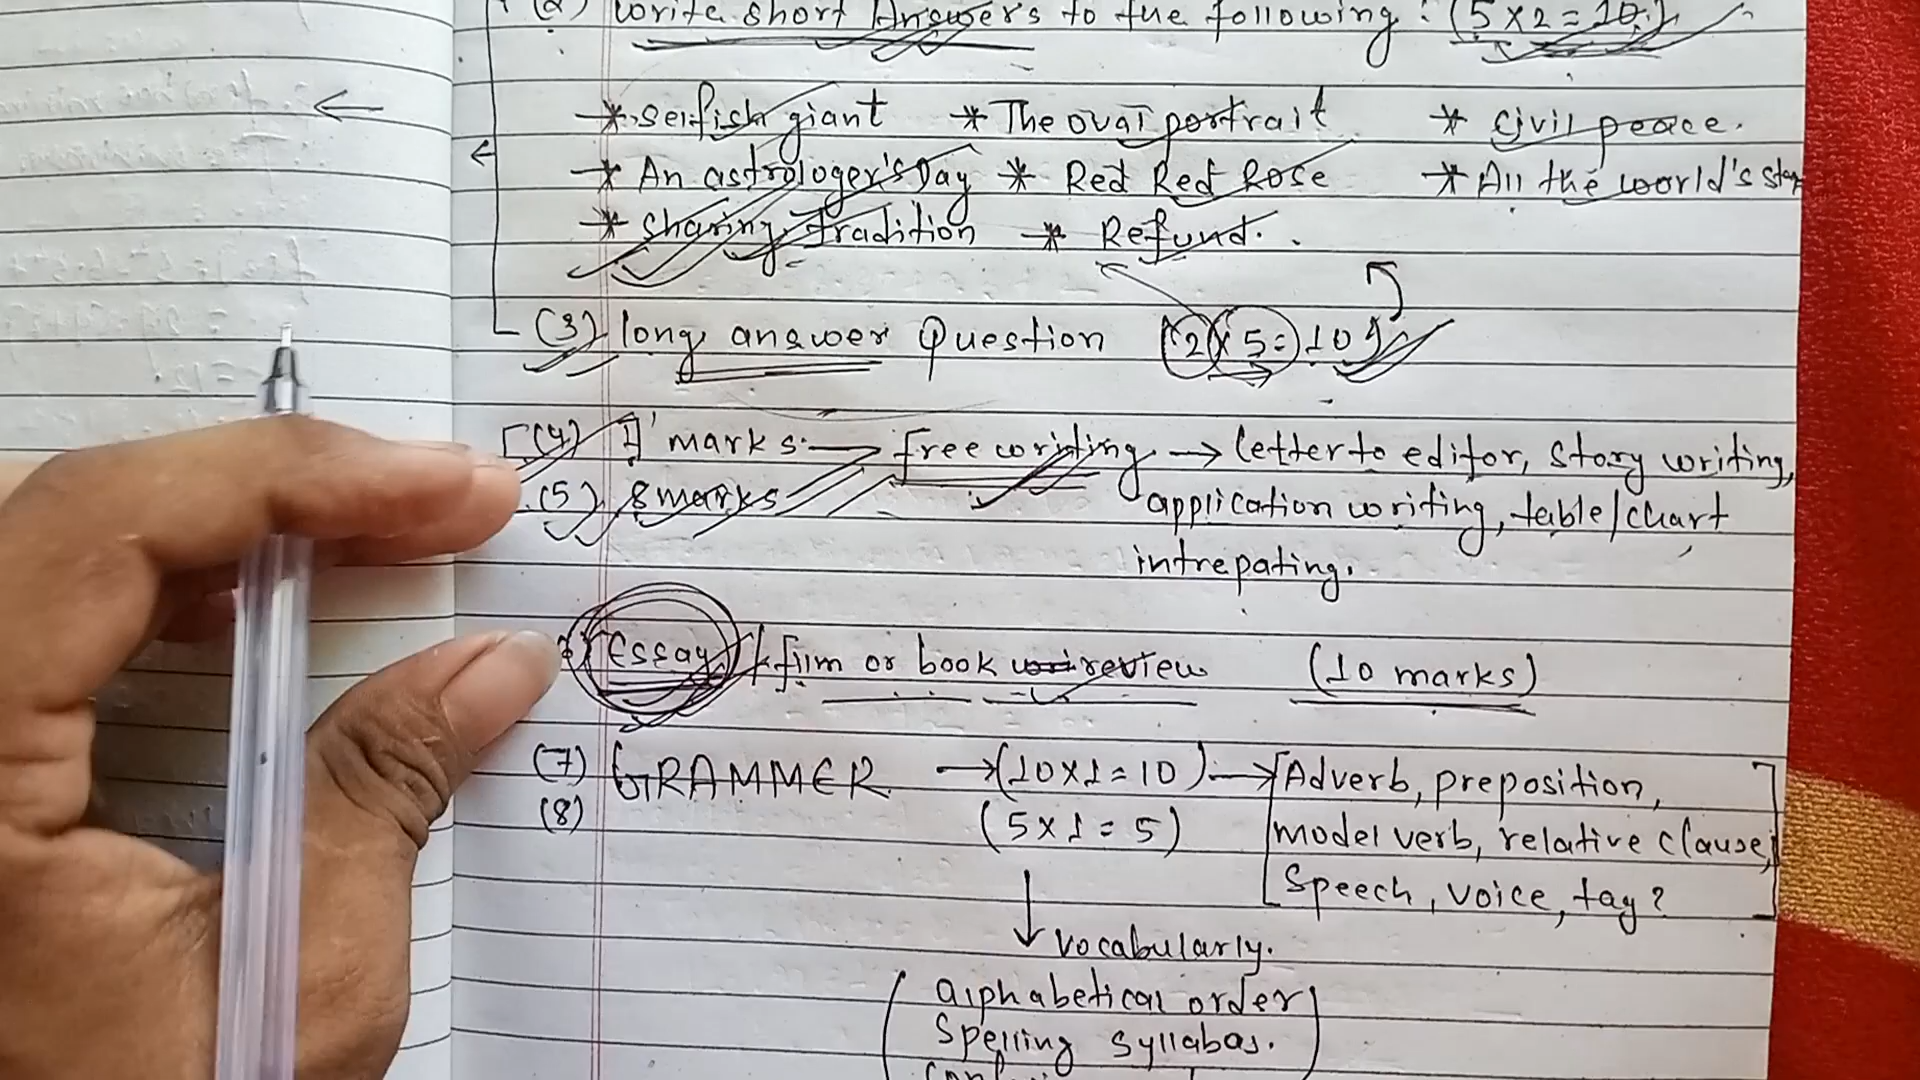 (2) Write short Answers to the following : (5 x 2 = 10)
* Selfish giant * The oval portrait * Civil peace.
* An astrologer's Day * Red Red Rose * All the world's
* Sharing tradition * Refund.
(3) long answer Question (2 x 5 = 10)
(4) marks → free writing → letter to editor, story writing,
(5) 8 marks application writing, table/chart
intrepating.
Essay / film or book review (10 marks)
(7) GRAMMER → (10 x 1 = 10) → [Adverb, preposition,
(8) (5 x 1 = 5) model verb, relative clause,
Speech, voice, tag?]
↓ vocabularly.
(alphabetical order
Spelling syllabas.)